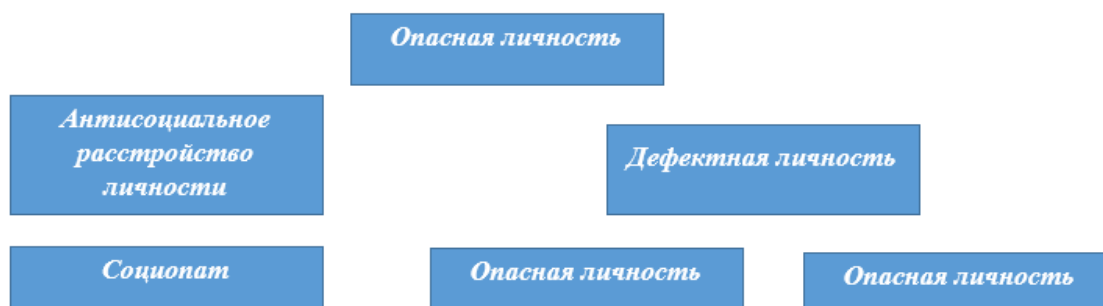 Опасная личность
Антисоциальное
расстройство
личности
Дефектная личность
Социопат
Опасная личность
Опасная личность